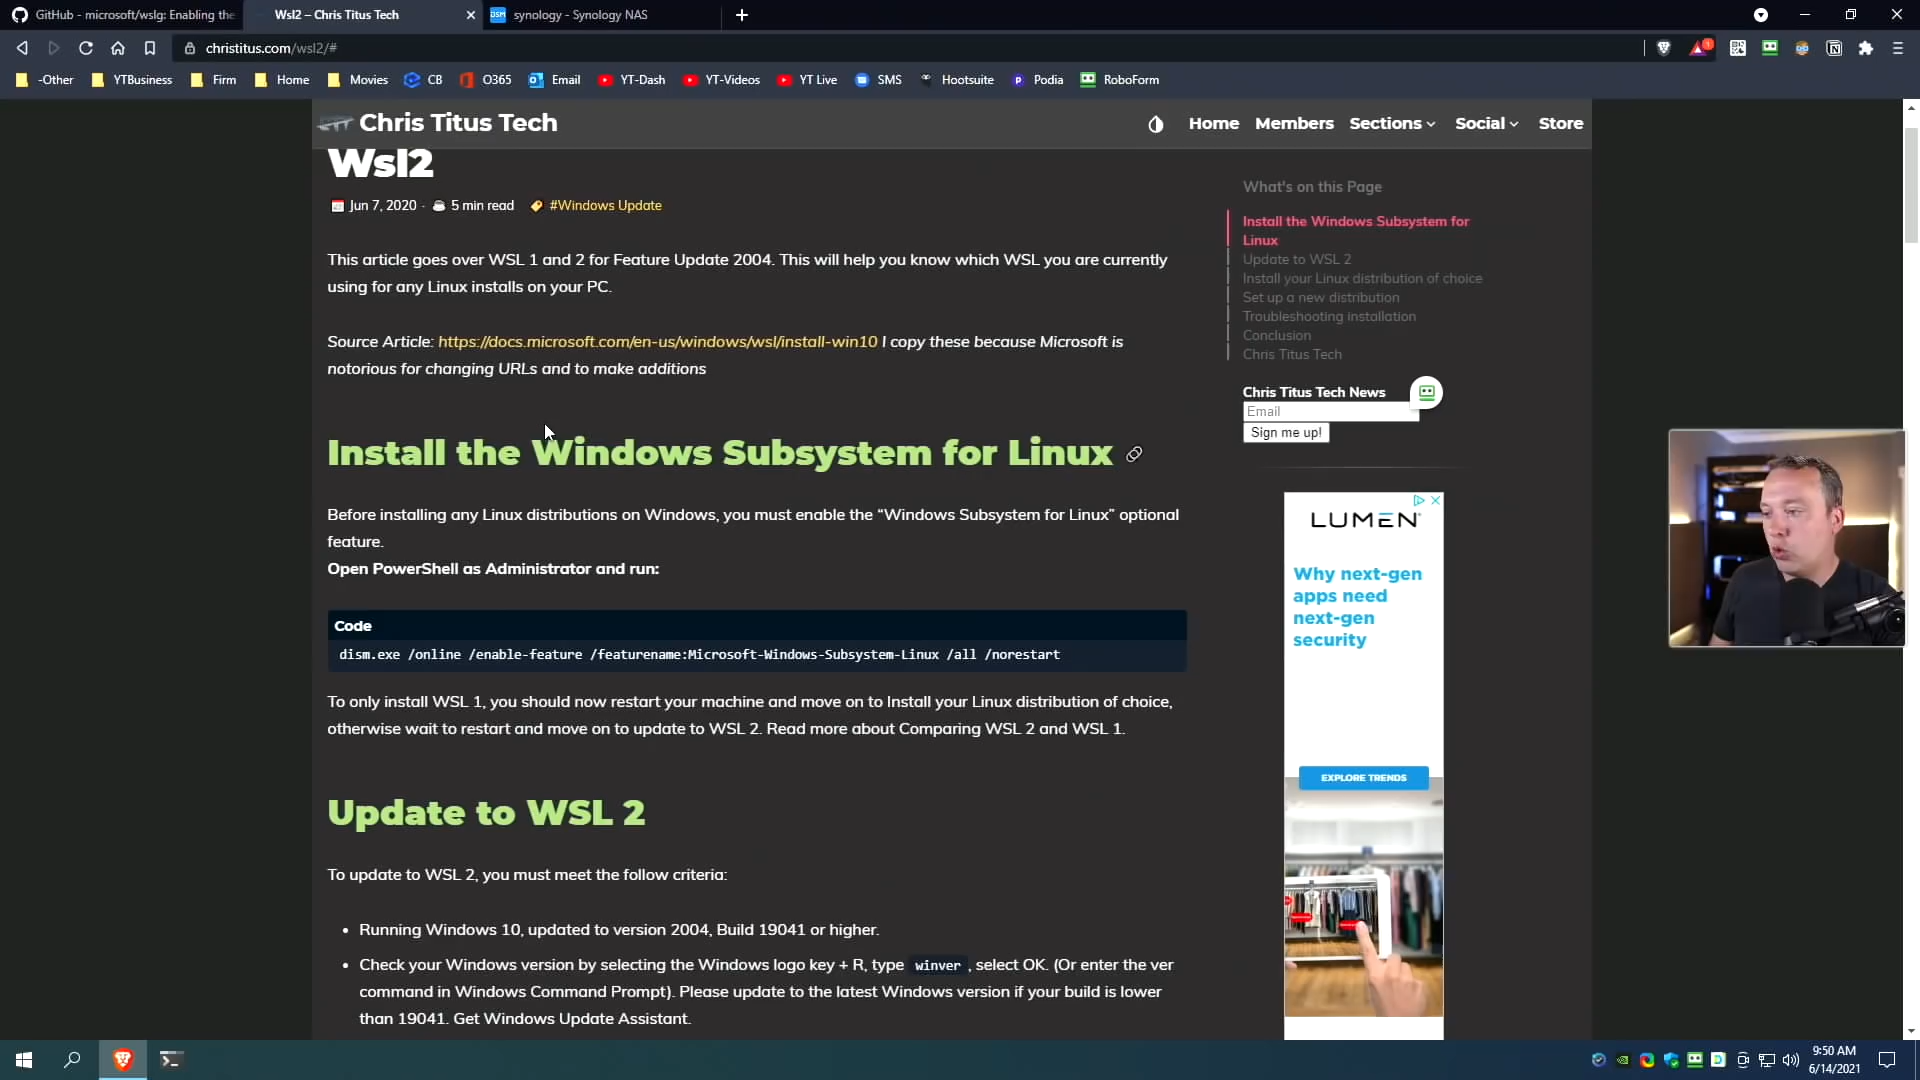 GitHub - microsoft/wslg: Enabling the
Wsl2 – Chris Titus Tech
synology - Synology NAS
christitus.com/wsl2/#
-Other
YTBusiness
Firm
Home
Movies
CB
O365
Email
YT-Dash
YT-Videos
YT Live
SMS
Hootsuite
Podia
RoboForm
Chris Titus Tech
Home
Members
Sections
Social
Store
Wsl2
Jun 7, 2020 · 5 min read #Windows Update
This article goes over WSL 1 and 2 for Feature Update 2004. This will help you know which WSL you are currently
using for any Linux installs on your PC.
Source Article: https://docs.microsoft.com/en-us/windows/wsl/install-win10 I copy these because Microsoft is
notorious for changing URLs and to make additions
Install the Windows Subsystem for Linux
Before installing any Linux distributions on Windows, you must enable the “Windows Subsystem for Linux” optional
feature.
Open PowerShell as Administrator and run:
Code
dism.exe /online /enable-feature /featurename:Microsoft-Windows-Subsystem-Linux /all /norestart
To only install WSL 1, you should now restart your machine and move on to Install your Linux distribution of choice,
otherwise wait to restart and move on to update to WSL 2. Read more about Comparing WSL 2 and WSL 1.
Update to WSL 2
To update to WSL 2, you must meet the follow criteria:
• Running Windows 10, updated to version 2004, Build 19041 or higher.
• Check your Windows version by selecting the Windows logo key + R, type winver , select OK. (Or enter the ver
command in Windows Command Prompt). Please update to the latest Windows version if your build is lower
than 19041. Get Windows Update Assistant.
What's on this Page
Install the Windows Subsystem for
Linux
Update to WSL 2
Install your Linux distribution of choice
Set up a new distribution
Troubleshooting installation
Conclusion
Chris Titus Tech
Chris Titus Tech News
Email
Sign me up!
LUMEN
Why next-gen
apps need
next-gen
security
EXPLORE TRENDS
9:50 AM
6/14/2021